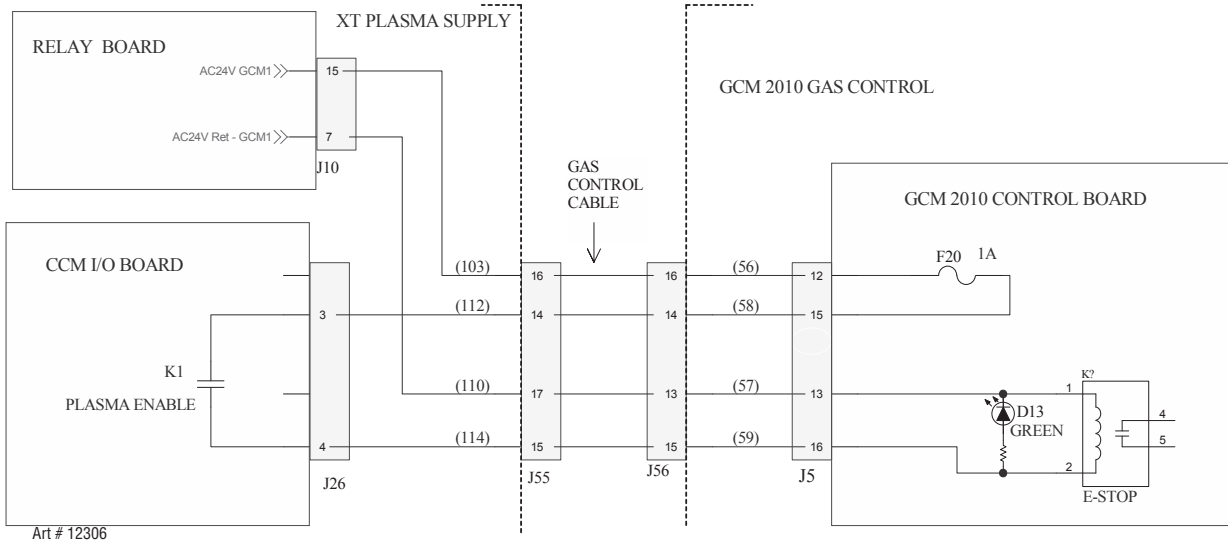 XT PLASMA SUPPLY
RELAY BOARD
AC24V GCM1
15
AC24V Ret - GCM1
7
J10
GCM 2010 GAS CONTROL
GAS
CONTROL
CABLE
GCM 2010 CONTROL BOARD
CCM I/O BOARD
F20 1A
(103) 16 16 (56) 12
3 (112) 14 14 (58) 15
K1
PLASMA ENABLE
(110) 17 13 (57) 13
K?
1
D13
GREEN
4
5
4 (114) 15 15 (59) 16
2
J26
J55
J56
J5
E-STOP
Art # 12306